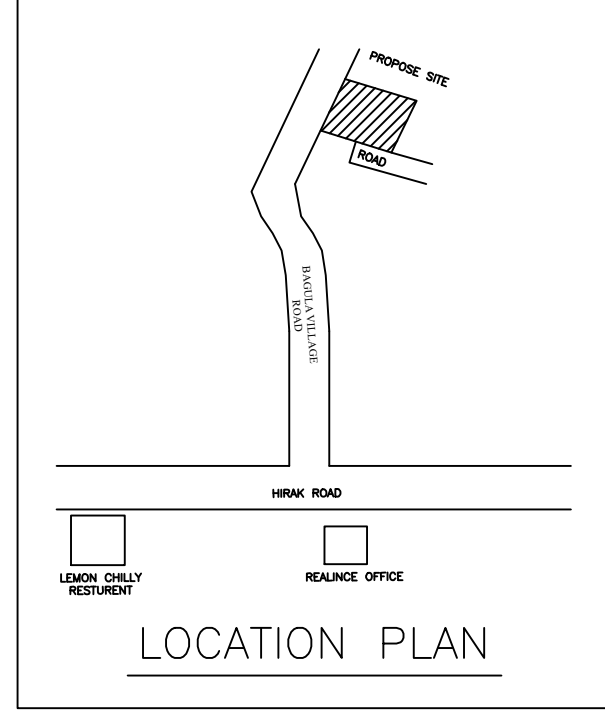 PROPOSE SITE
ROAD
BAGULA VILLAGE
ROAD
HIRAK ROAD
LEMON CHILLY
RESTURENT
REALINCE OFFICE
LOCATION PLAN